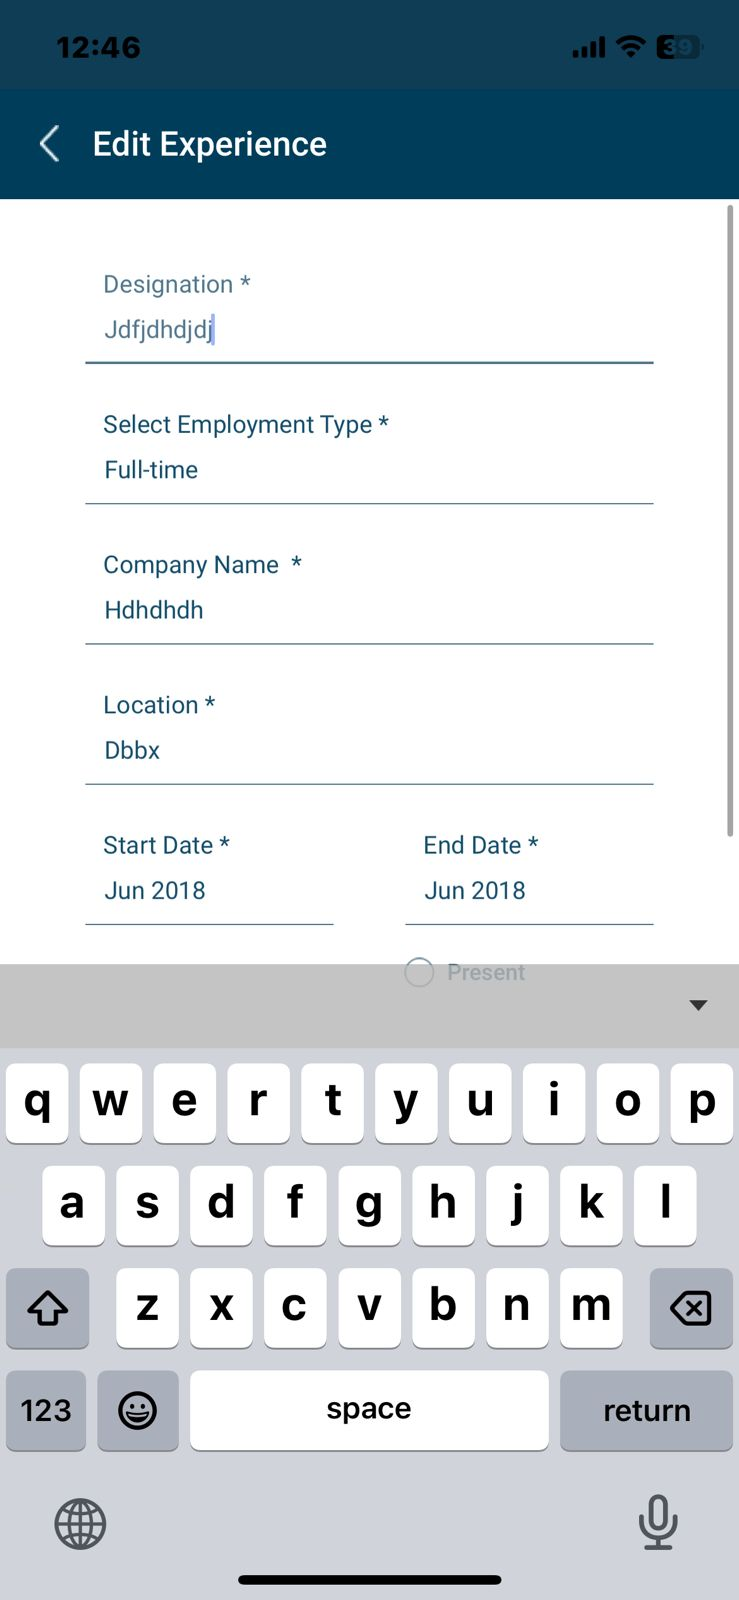 12:46
39
Edit Experience
Designation *
Jdfjdhdjdj
Select Employment Type *
Full-time
Company Name *
Hdhdhdh
Location *
Dbbx
Start Date * End Date *
Jun 2018 Jun 2018
Present
q w e r t y u i o p
a s d f g h j k l
z x c v b n m
123 space return